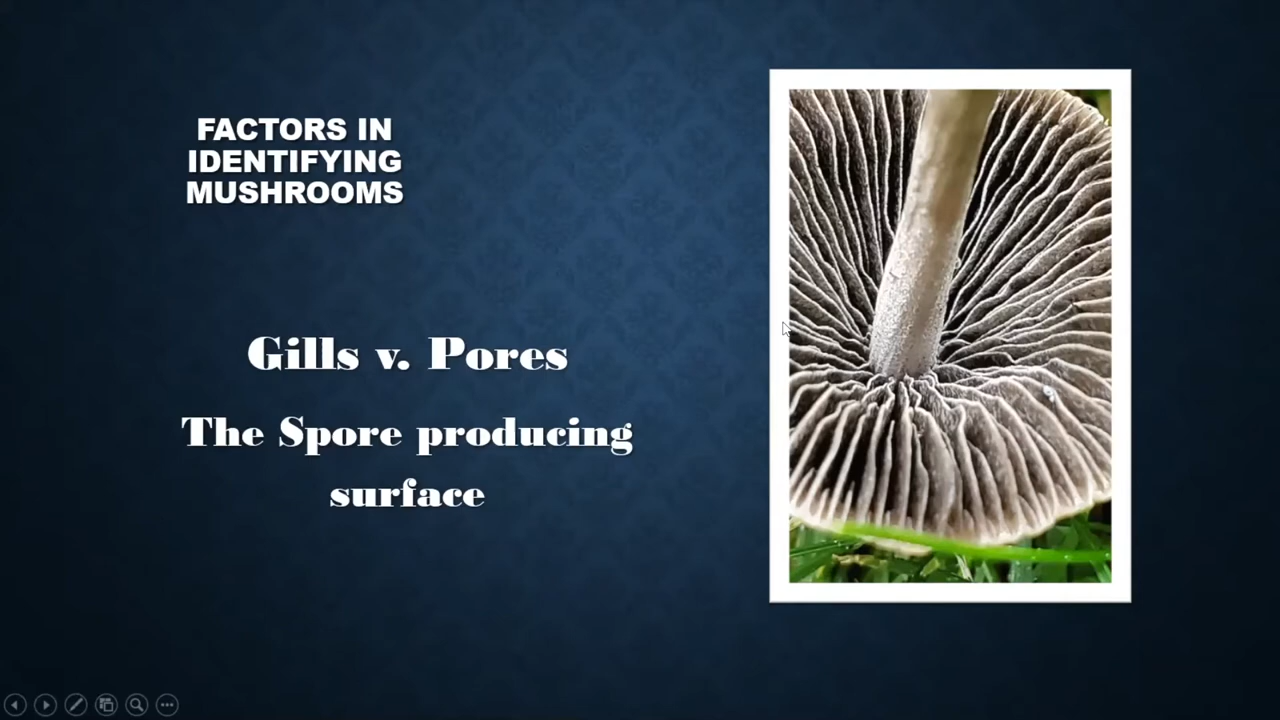 FACTORS IN
IDENTIFYING
MUSHROOMS
Gills v. Pores
The Spore producing
surface